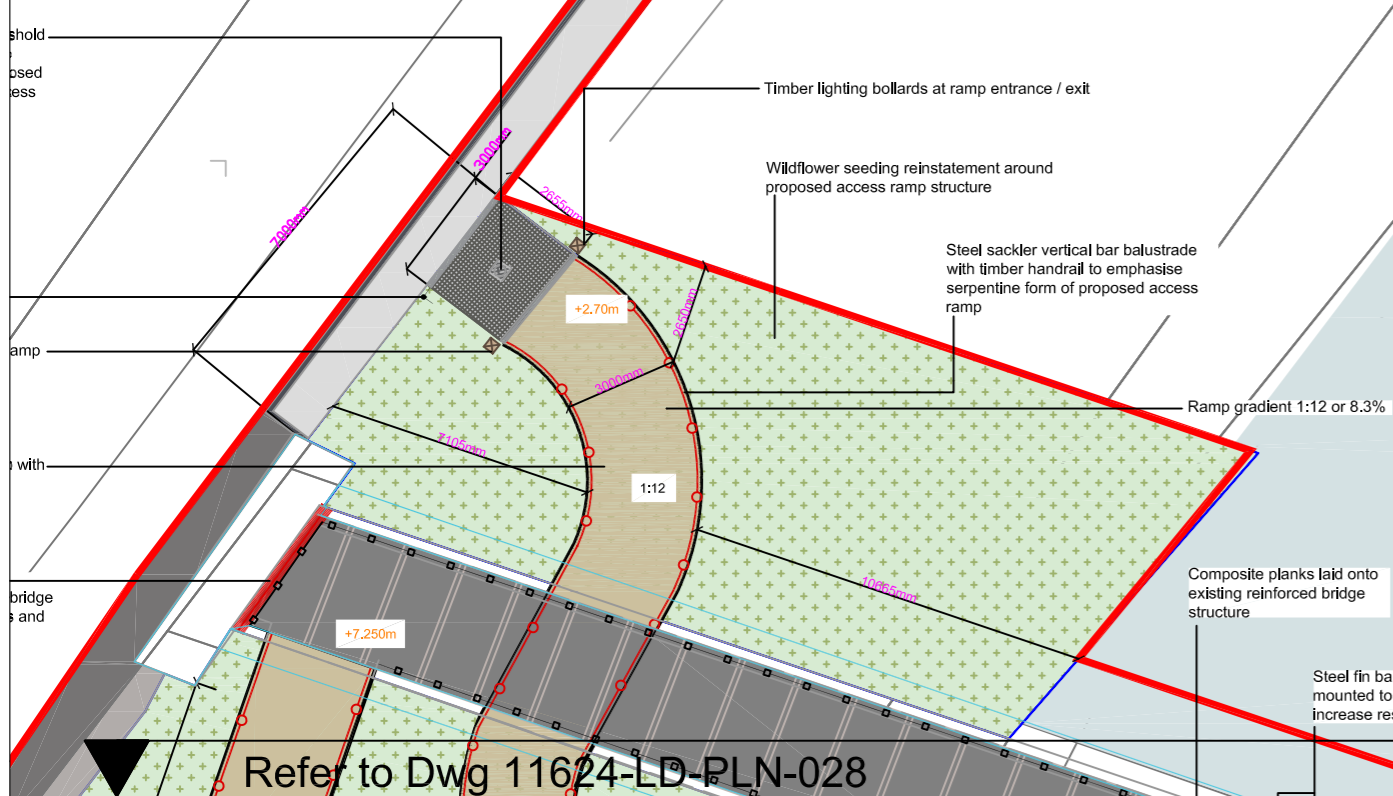 shold
osed
ess
Timber lighting bollards at ramp entrance / exit
3000mm
Wildflower seeding reinstatement around
proposed access ramp structure
2655mm
7000mm
Steel sackler vertical bar balustrade
with timber handrail to emphasise
serpentine form of proposed access
ramp
+2.70m
2650mm
amp
3000mm
Ramp gradient 1:12 or 8.3%
7105mm
with
1:12
10665mm
Composite planks laid onto
existing reinforced bridge
structure
bridge
s and
+7.250m
Steel fin ba
mounted to
increase res
Refer to Dwg 11624-LD-PLN-028